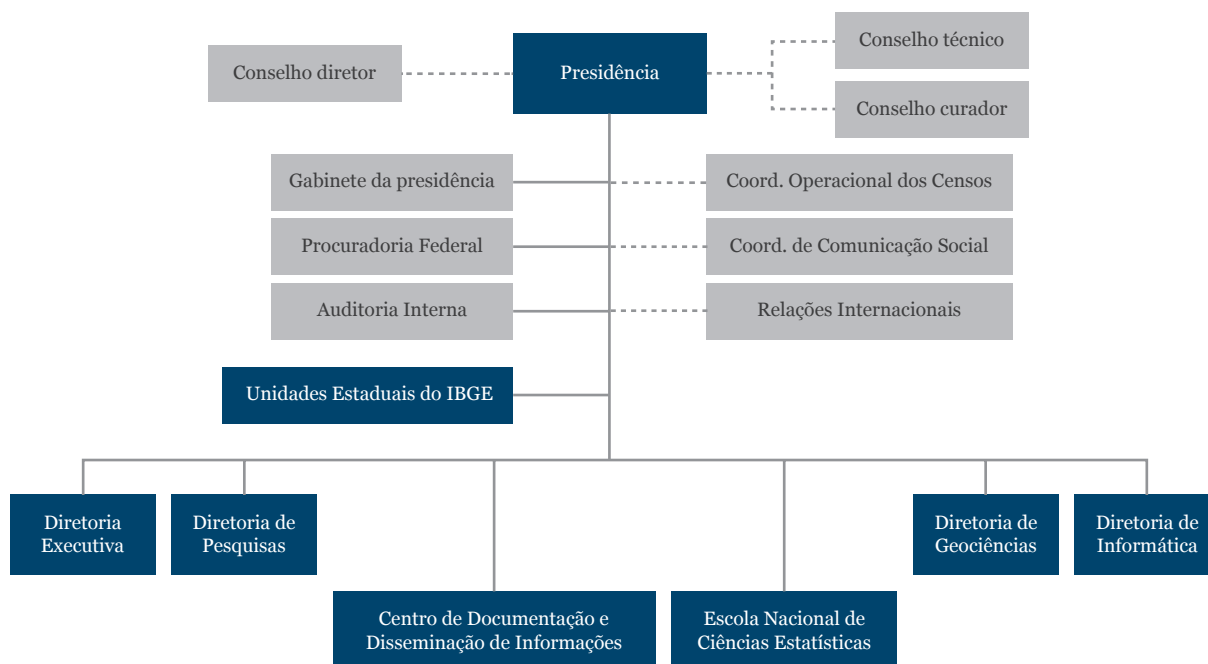 Conselho técnico
Conselho diretor
Presidência
Conselho curador
Gabinete da presidência
Coord. Operacional dos Censos
Procuradoria Federal
Coord. de Comunicação Social
Auditoria Interna
Relações Internacionais
Unidades Estaduais do IBGE
Diretoria
Executiva
Diretoria de
Pesquisas
Diretoria de
Geociências
Diretoria de
Informática
Centro de Documentação e
Disseminação de Informações
Escola Nacional de
Ciências Estatísticas